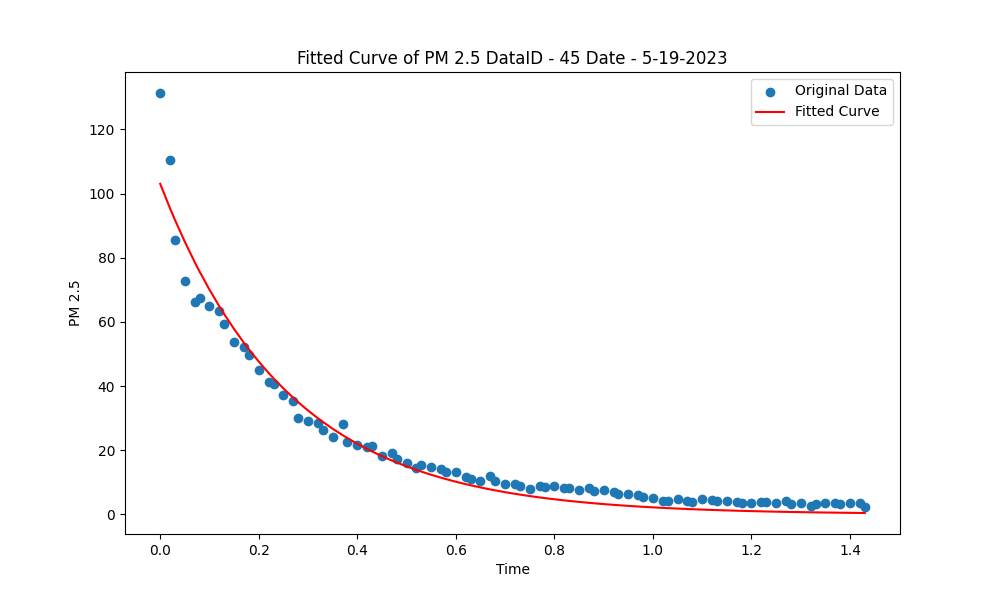 Fitted Curve of PM 2.5 DataID - 45 Date - 5-19-2023
Original Data
Fitted Curve
120
100
80
60
40
20
0
PM 2.5
0.0 0.2 0.4 0.6 0.8 1.0 1.2 1.4
Time